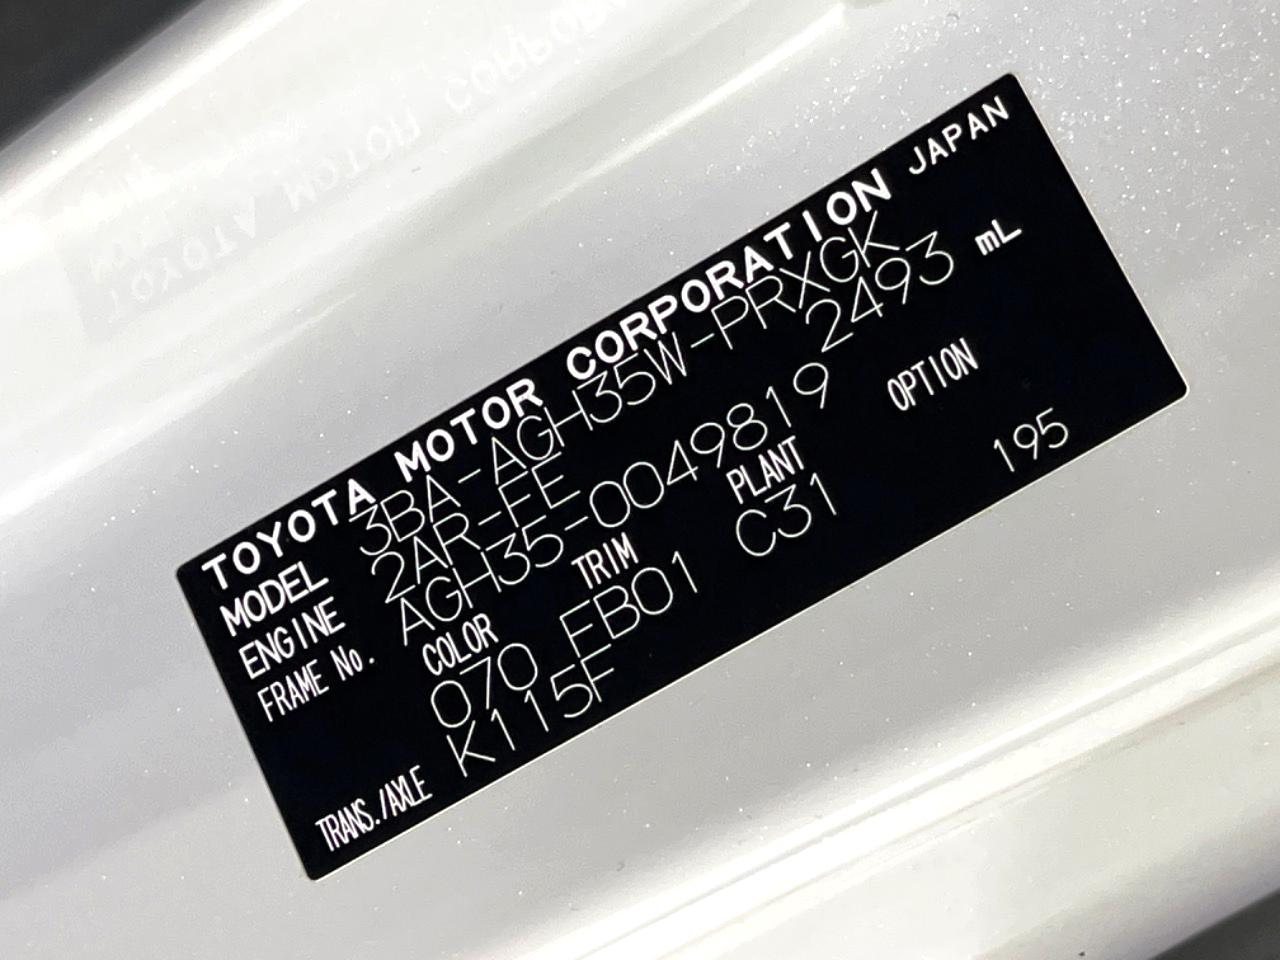 TOYOTA MOTOR CORPORATION JAPAN
MODEL 3BA-AGH35W-PRXGK
ENGINE 2AR-FE 2493 mL
FRAME No. AGH35-0049819
COLOR TRIM PLANT OPTION
070 FB01 C31 195
TRANS./AXLE K115F